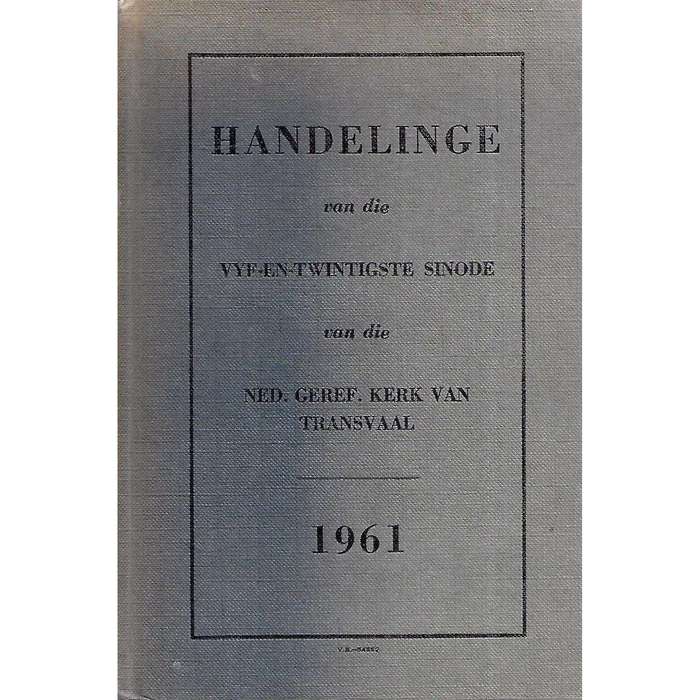 HANDELINGE
van die
VYF-EN-TWINTIGSTE SINODE
van die
NED. GEREF. KERK VAN
TRANSVAAL
1961